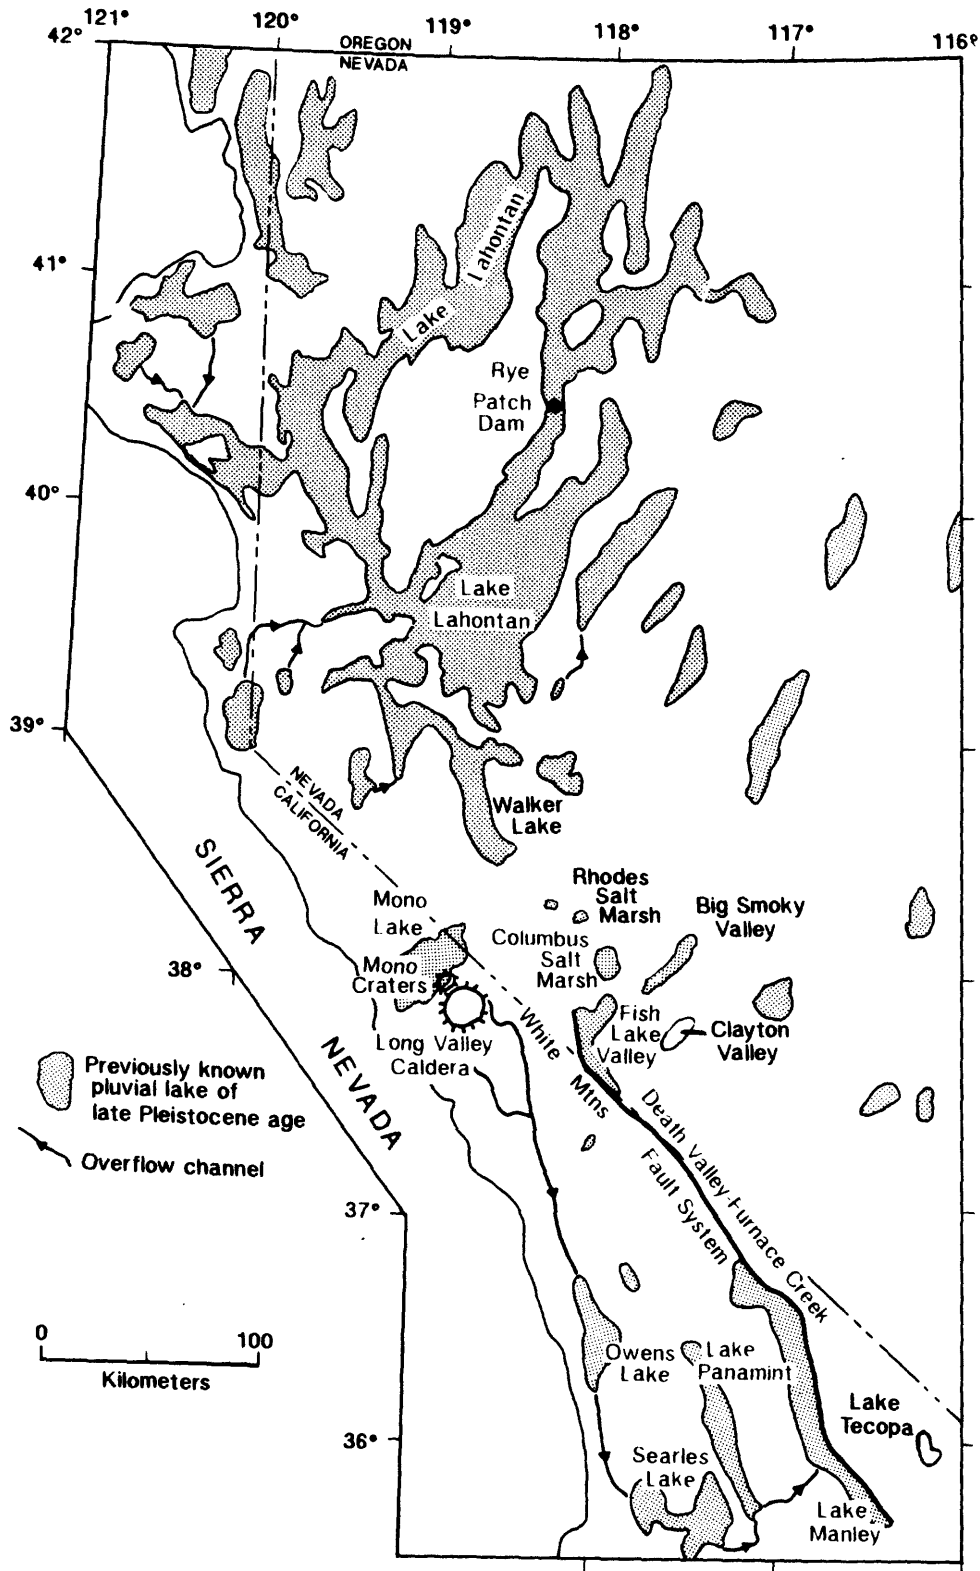 121°
120°
119°
118°
117°
116°
42°
OREGON
NEVADA
41°
Lake Lahontan
Rye
Patch
Dam
40°
Lake
Lahontan
39°
NEVADA
CALIFORNIA
Walker
Lake
SIERRA NEVADA
Rhodes
Salt
Marsh
Big Smoky
Valley
Mono
Lake
Columbus
Salt
Marsh
38°
Mono
Craters
Fish
Lake
Valley
Clayton
Valley
White Mtns
Long Valley
Caldera
Previously known
pluvial lake of
late Pleistocene age
Overflow channel
Death Valley-Furnace Creek
Fault System
37°
0
100
Kilometers
Owens
Lake
Lake
Panamint
Lake
Tecopa
36°
Searles
Lake
Lake
Manley